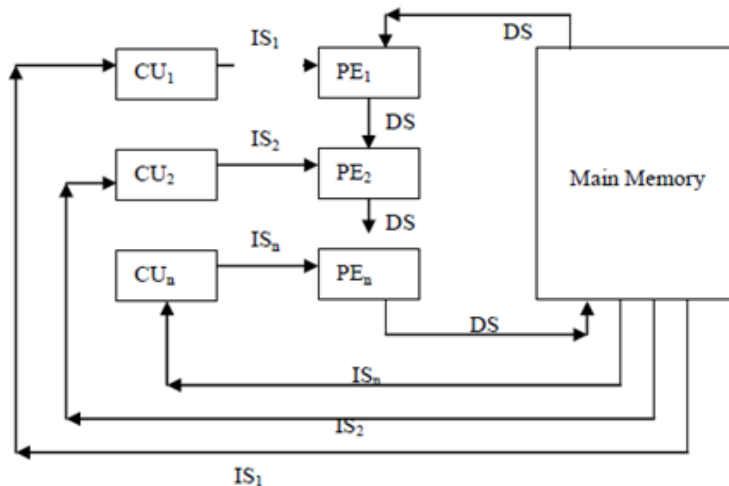 IS₁
DS
CU₁
PE₁
DS
IS₂
CU₂
PE₂
Main Memory
DS
ISₙ
CUₙ
PEₙ
DS
ISₙ
IS₂
IS₁